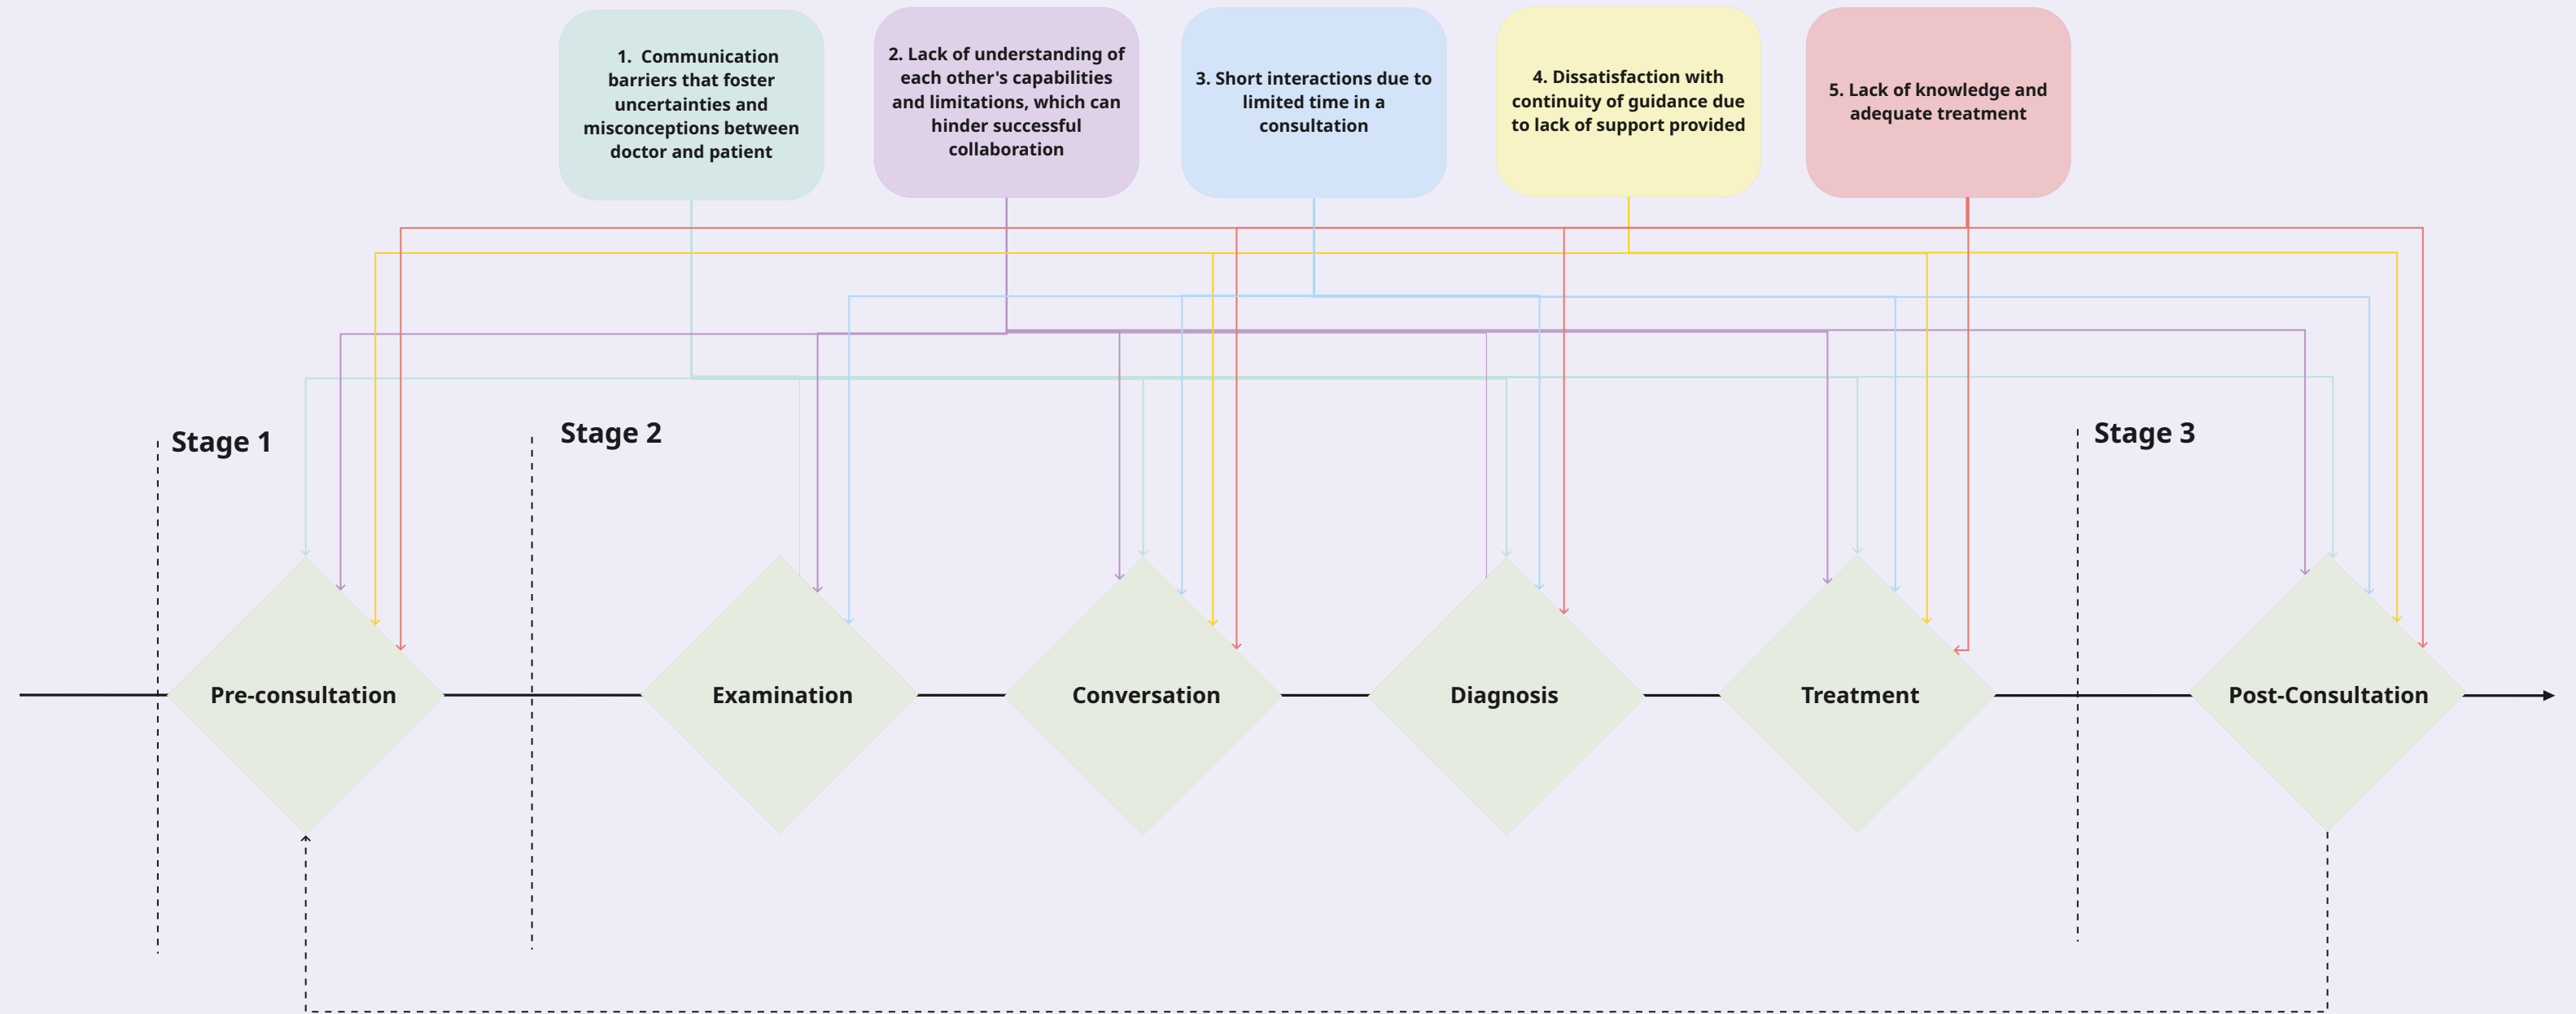 1. Communication
barriers that foster
uncertainties and
misconceptions between
doctor and patient
2. Lack of understanding of
each other's capabilities
and limitations, which can
hinder successful
collaboration
3. Short interactions due to
limited time in a
consultation
4. Dissatisfaction with
continuity of guidance due
to lack of support provided
5. Lack of knowledge and
adequate treatment
Stage 1
Stage 2
Stage 3
Pre-consultation
Examination
Conversation
Diagnosis
Treatment
Post-Consultation